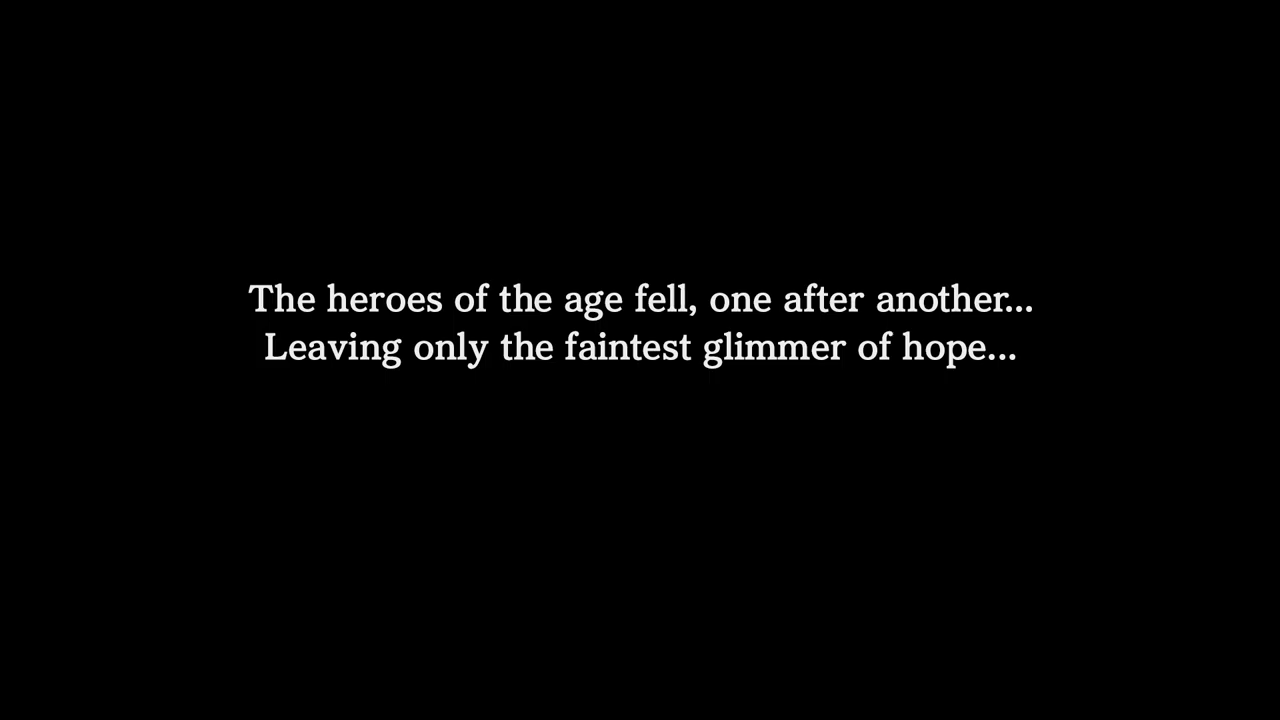 The heroes of the age fell, one after another...
Leaving only the faintest glimmer of hope...